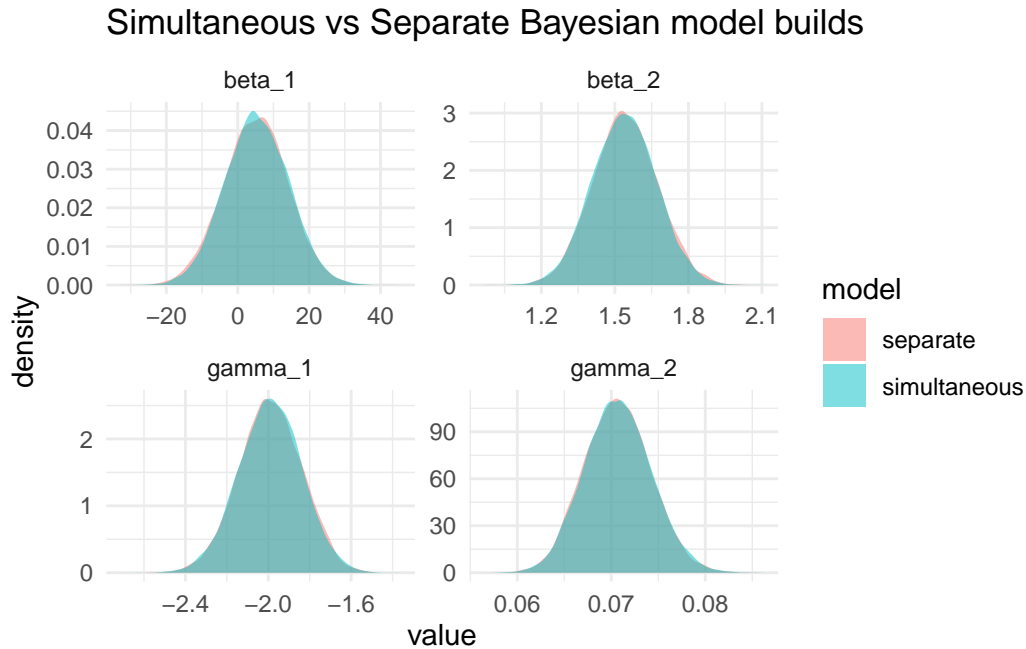 Simultaneous vs Separate Bayesian model builds
beta_1
beta_2
0.04
0.03
0.02
0.01
0.00
−20 0 20 40
3
2
1
0
1.2 1.5 1.8 2.1
gamma_1
gamma_2
2
1
0
−2.4 −2.0 −1.6
90
60
30
0
0.06 0.07 0.08
density
value
model
separate
simultaneous